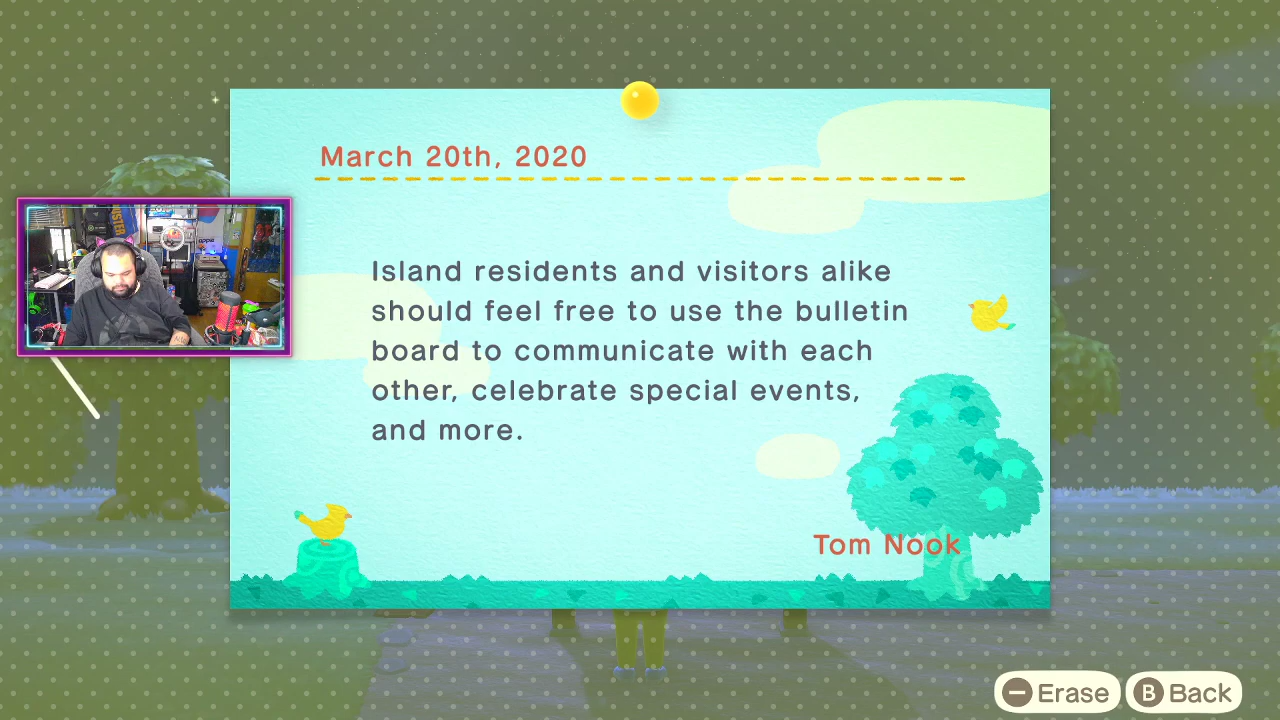 March 20th, 2020
Island residents and visitors alike
should feel free to use the bulletin
board to communicate with each
other, celebrate special events,
and more.
Tom Nook
Erase
B Back